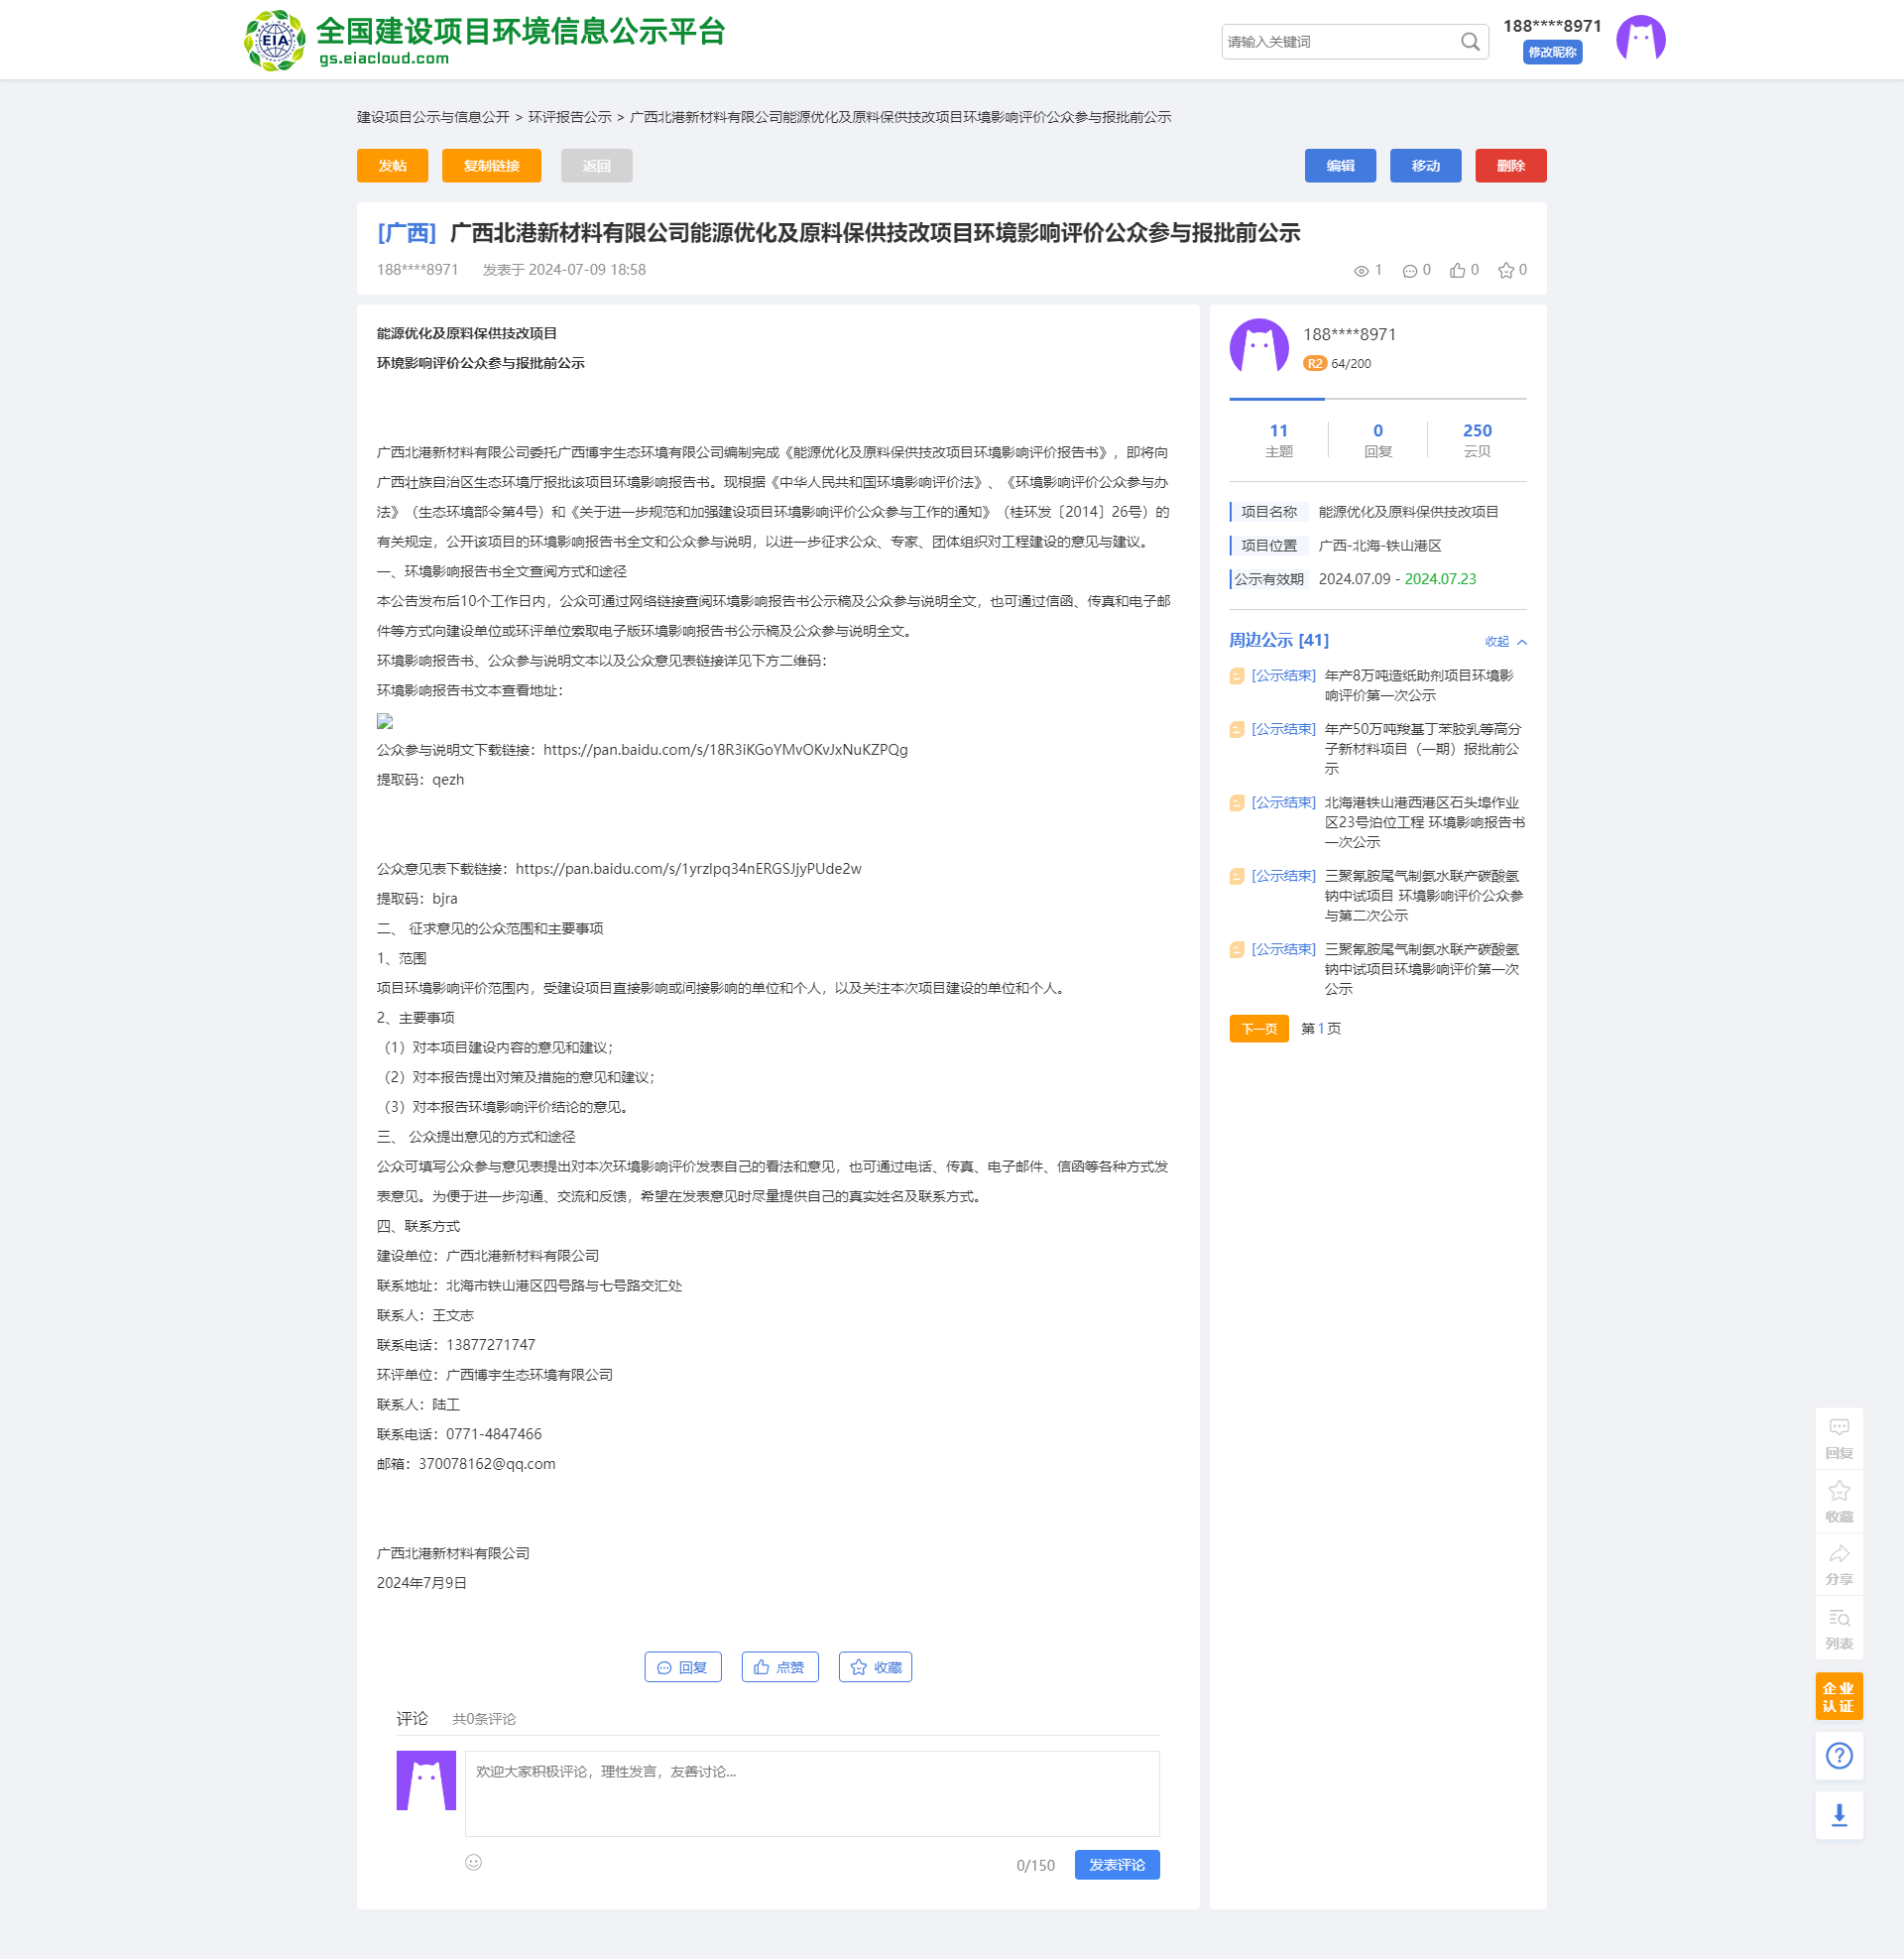 EIA
全国建设项目环境信息公示平台
gs.eiacloud.com
请输入关键词
188****8971
修改昵称
建设项目公示与信息公开 > 环评报告公示 > 广西北港新材料有限公司能源优化及原料保供技改项目环境影响评价公众参与报批前公示
发帖 复制链接 返回 编辑 移动 删除
[广西] 广西北港新材料有限公司能源优化及原料保供技改项目环境影响评价公众参与报批前公示
188****8971 发表于 2024-07-09 18:58 1 0 0 0
能源优化及原料保供技改项目
环境影响评价公众参与报批前公示
广西北港新材料有限公司委托广西博宇生态环境有限公司编制完成《能源优化及原料保供技改项目环境影响评价报告书》，即将向
广西壮族自治区生态环境厅报批该项目环境影响报告书。现根据《中华人民共和国环境影响评价法》、《环境影响评价公众参与办
法》（生态环境部令第4号）和《关于进一步规范和加强建设项目环境影响评价公众参与工作的通知》（桂环发〔2014〕26号）的
有关规定，公开该项目的环境影响报告书全文和公众参与说明，以进一步征求公众、专家、团体组织对工程建设的意见与建议。
一、环境影响报告书全文查阅方式和途径
本公告发布后10个工作日内，公众可通过网络链接查阅环境影响报告书公示稿及公众参与说明全文，也可通过信函、传真和电子邮
件等方式向建设单位或环评单位索取电子版环境影响报告书公示稿及公众参与说明全文。
环境影响报告书、公众参与说明文本以及公众意见表链接详见下方二维码：
环境影响报告书文本查看地址：
公众参与说明文下载链接：https://pan.baidu.com/s/18R3iKGoYMvOKvJxNuKZPQg
提取码：qezh
公众意见表下载链接：https://pan.baidu.com/s/1yrzlpq34nERGSJjyPUde2w
提取码：bjra
二、 征求意见的公众范围和主要事项
1、范围
项目环境影响评价范围内，受建设项目直接影响或间接影响的单位和个人，以及关注本次项目建设的单位和个人。
2、主要事项
（1）对本项目建设内容的意见和建议；
（2）对本报告提出对策及措施的意见和建议；
（3）对本报告环境影响评价结论的意见。
三、 公众提出意见的方式和途径
公众可填写公众参与意见表提出对本次环境影响评价发表自己的看法和意见，也可通过电话、传真、电子邮件、信函等各种方式发
表意见。为便于进一步沟通、交流和反馈，希望在发表意见时尽量提供自己的真实姓名及联系方式。
四、联系方式
建设单位：广西北港新材料有限公司
联系地址：北海市铁山港区四号路与七号路交汇处
联系人：王文志
联系电话：13877271747
环评单位：广西博宇生态环境有限公司
联系人：陆工
联系电话：0771-4847466
邮箱：370078162@qq.com
广西北港新材料有限公司
2024年7月9日
回复 点赞 收藏
评论 共0条评论
欢迎大家积极评论，理性发言，友善讨论...
0/150 发表评论
188****8971
R2 64/200
11 0 250
主题 回复 云贝
项目名称 能源优化及原料保供技改项目
项目位置 广西-北海-铁山港区
公示有效期 2024.07.09 - 2024.07.23
周边公示 [41] 收起
[公示结束] 年产8万吨造纸助剂项目环境影
响评价第一次公示
[公示结束] 年产50万吨羧基丁苯胶乳等高分
子新材料项目（一期）报批前公
示
[公示结束] 北海港铁山港西港区石头埠作业
区23号泊位工程 环境影响报告书
一次公示
[公示结束] 三聚氰胺尾气制氨水联产碳酸氢
钠中试项目 环境影响评价公众参
与第二次公示
[公示结束] 三聚氰胺尾气制氨水联产碳酸氢
钠中试项目环境影响评价第一次
公示
下一页 第1页
回复
收藏
分享
列表
企业
认证